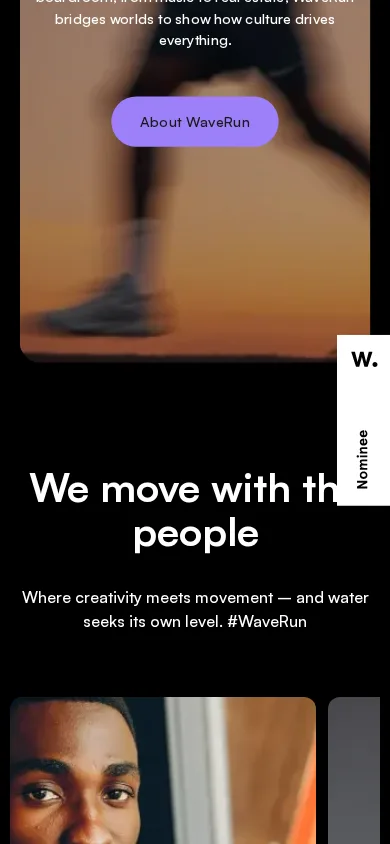 bridges worlds to show how culture drives
everything.
About WaveRun
W.
Nominee
We move with
people
Where creativity meets movement – and water
seeks its own level. #WaveRun